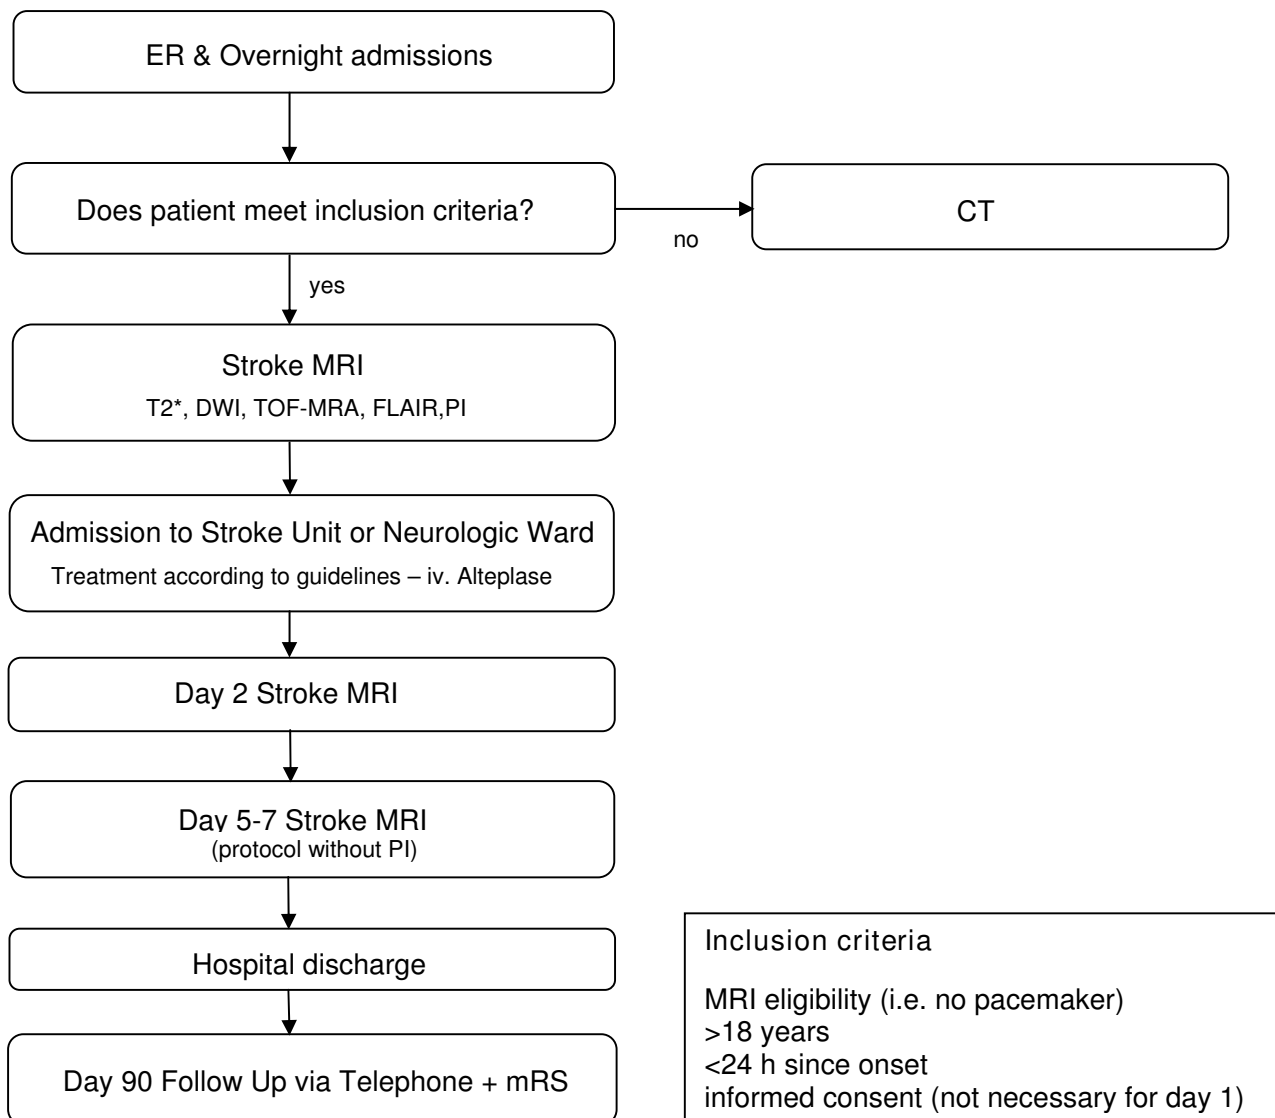 ER & Overnight admissions
Does patient meet inclusion criteria?
CT
no
yes
Stroke MRI
T2*, DWI, TOF-MRA, FLAIR,PI
Admission to Stroke Unit or Neurologic Ward
Treatment according to guidelines – iv. Alteplase
Day 2 Stroke MRI
Day 5-7 Stroke MRI
(protocol without PI)
Hospital discharge
Day 90 Follow Up via Telephone + mRS
Inclusion criteria
MRI eligibility (i.e. no pacemaker)
>18 years
<24 h since onset
informed consent (not necessary for day 1)